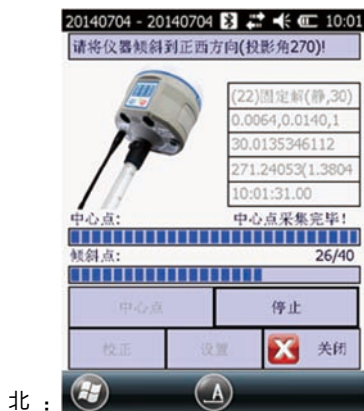 20140704 - 20140704 10:01
请将仪器倾斜到正西方向(投影角270)!
(22)固定解(静,30)
0.0064,0.0140,1
30.0135346112
271.24053(1.3804
10:01:31.00
中心点: 中心点采集完毕!
倾斜点: 26/40
中心点 停止
校正 设置 关闭
北 : A